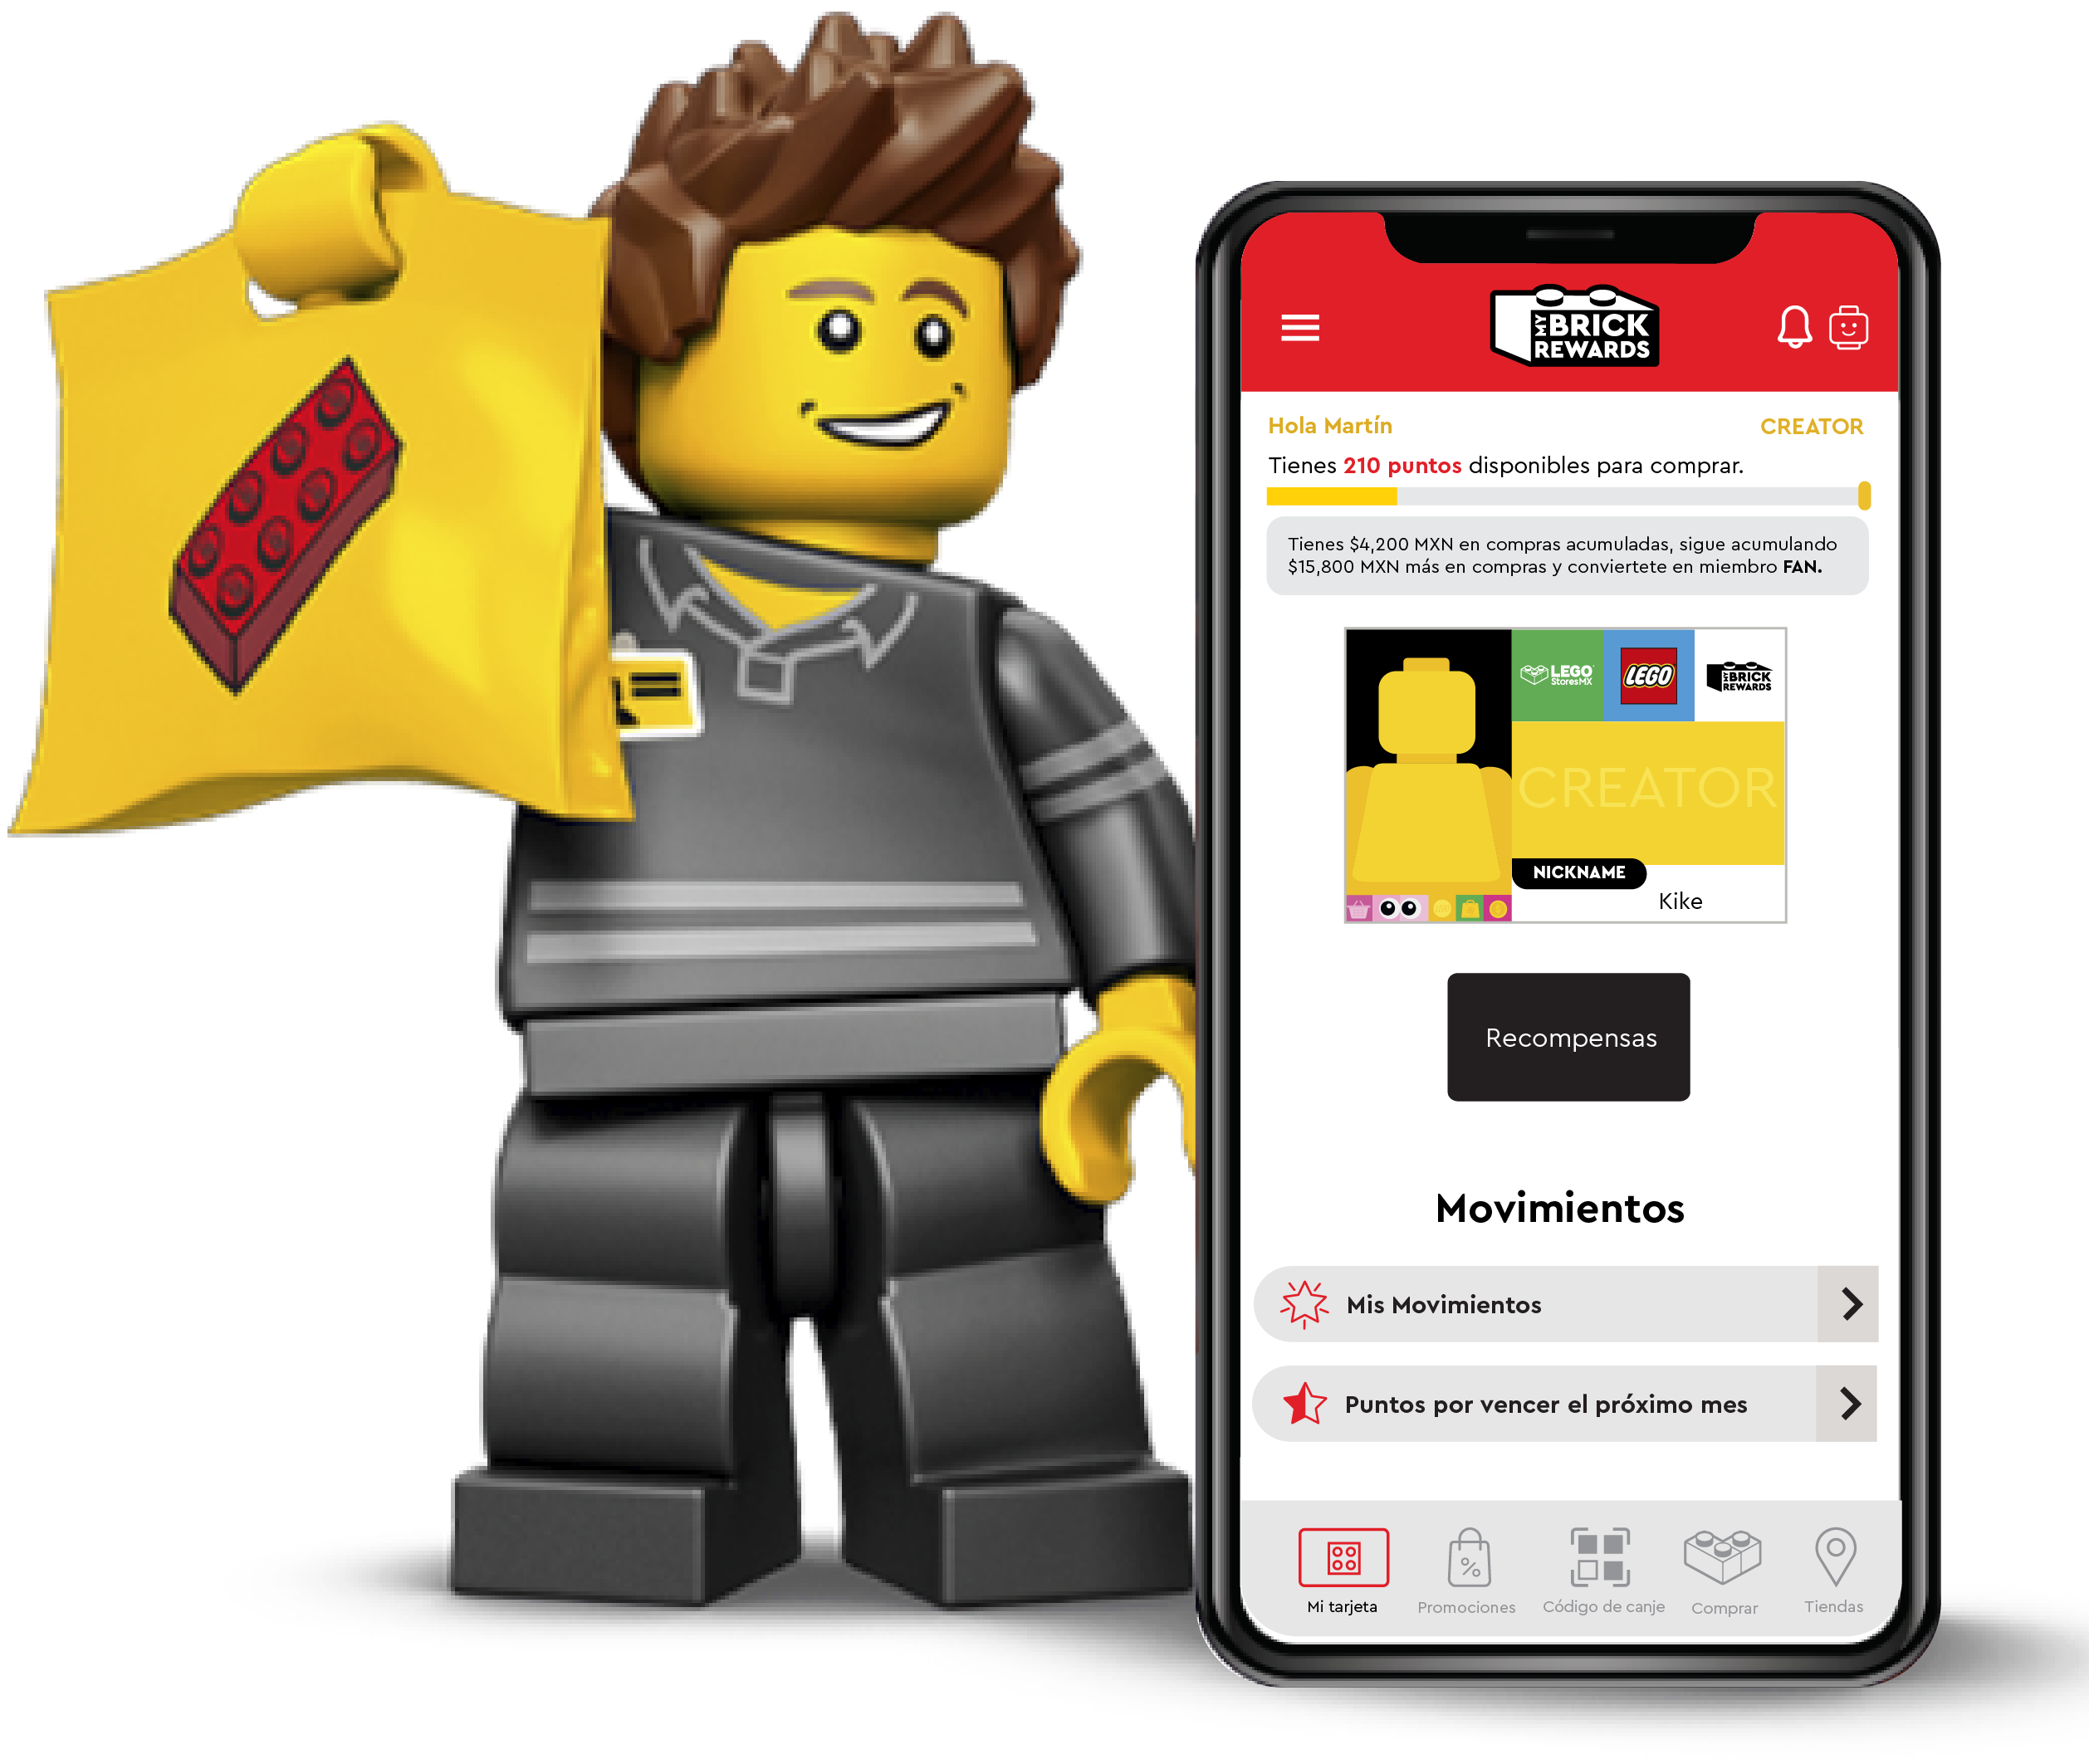 MY BRICK
REWARDS
Hola Martín
CREATOR
Tienes 210 puntos disponibles para comprar.
Tienes $4,200 MXN en compras acumuladas, sigue acumulando
$15,800 MXN más en compras y conviertete en miembro FAN.
LEGO
StoresMX
LEGO
MY BRICK
REWARDS
CREATOR
NICKNAME
Kike
Recompensas
Movimientos
Mis Movimientos
Puntos por vencer el próximo mes
Mi tarjeta
Promociones
Código de canje
Comprar
Tiendas